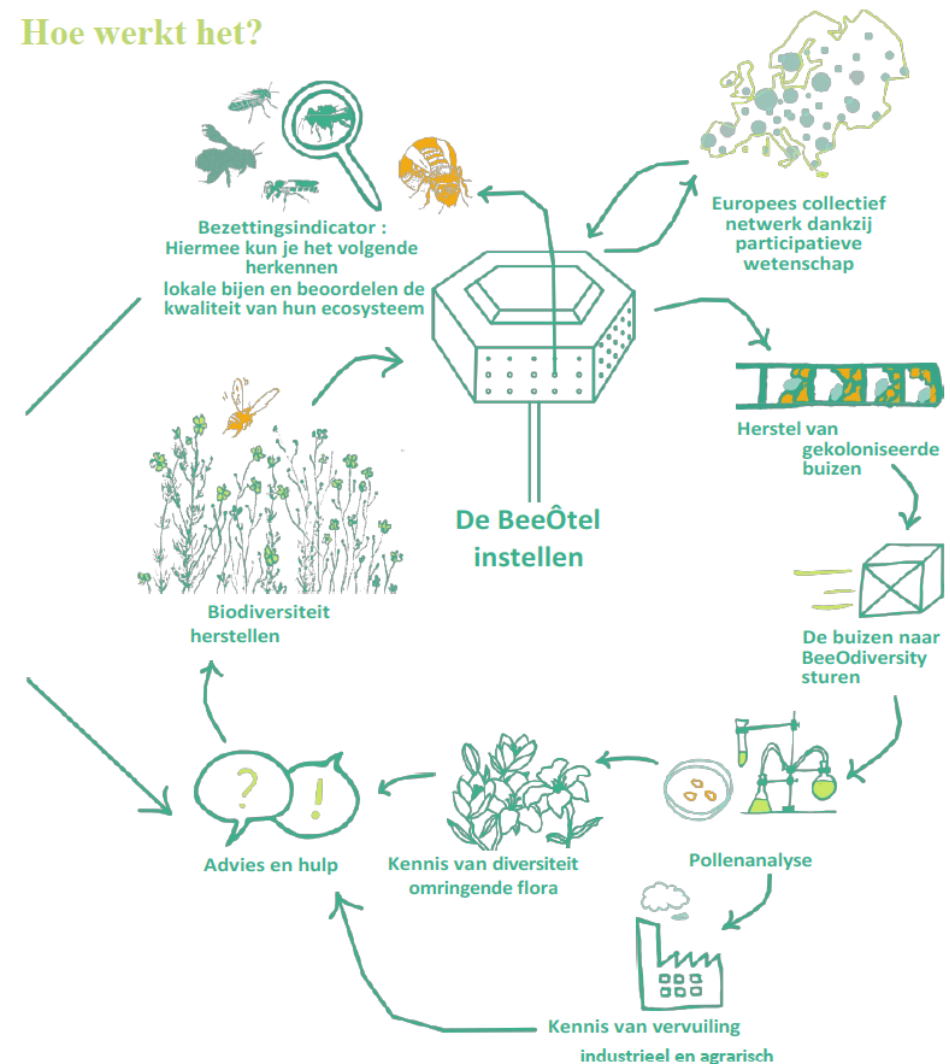 Hoe werkt het?
Bezettingsindicator :
Hiermee kun je het volgende
herkennen
lokale bijen en beoordelen de
kwaliteit van hun ecosysteem
Europees collectief
netwerk dankzij
participatieve
wetenschap
Herstel van
gekoloniseerde
buizen
De BeeÔtel
instellen
Biodiversiteit
herstellen
De buizen naar
BeeOdiversity
sturen
?
!
Advies en hulp
Kennis van diversiteit
omringende flora
Pollenanalyse
Kennis van vervuiling
industrieel en agrarisch